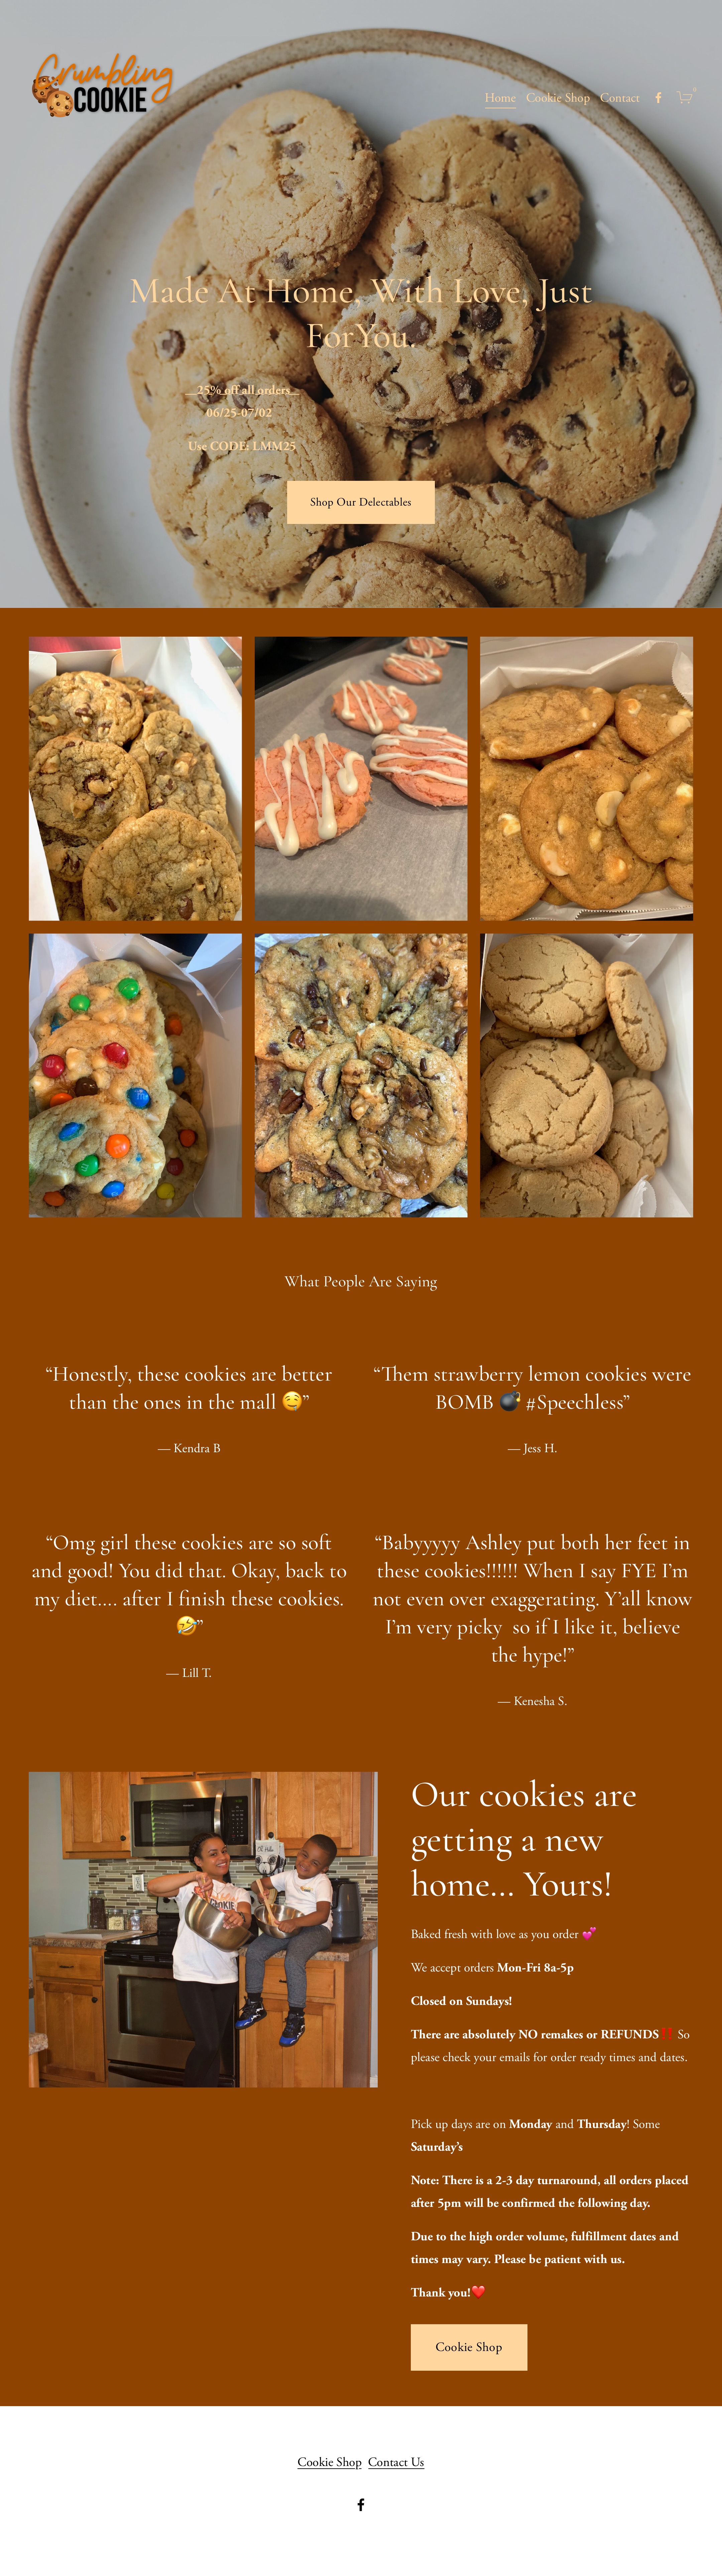 Crumbling
COOKIE
Home Cookie Shop Contact
0
Made At Home, With Love, Just
ForYou.
25% off all orders
06/25-07/02
Use CODE: LMM25
Shop Our Delectables
What People Are Saying
“Honestly, these cookies are better
than the ones in the mall 🤤”
— Kendra B
“Them strawberry lemon cookies were
BOMB 💣 #Speechless”
— Jess H.
“Omg girl these cookies are so soft
and good! You did that. Okay, back to
my diet.... after I finish these cookies.
🤣”
— Lill T.
“Babyyyyy Ashley put both her feet in
these cookies!!!!!! When I say FYE I’m
not even over exaggerating. Y’all know
I’m very picky  so if I like it, believe
the hype!”
— Kenesha S.
COOKIE
Our cookies are
getting a new
home... Yours!
Baked fresh with love as you order 💕
We accept orders Mon-Fri 8a-5p
Closed on Sundays!
There are absolutely NO remakes or REFUNDS‼️ So
please check your emails for order ready times and dates.
Pick up days are on Monday and Thursday! Some
Saturday’s
Note: There is a 2-3 day turnaround, all orders placed
after 5pm will be confirmed the following day.
Due to the high order volume, fulfillment dates and
times may vary. Please be patient with us.
Thank you!❤️
Cookie Shop
Cookie Shop Contact Us